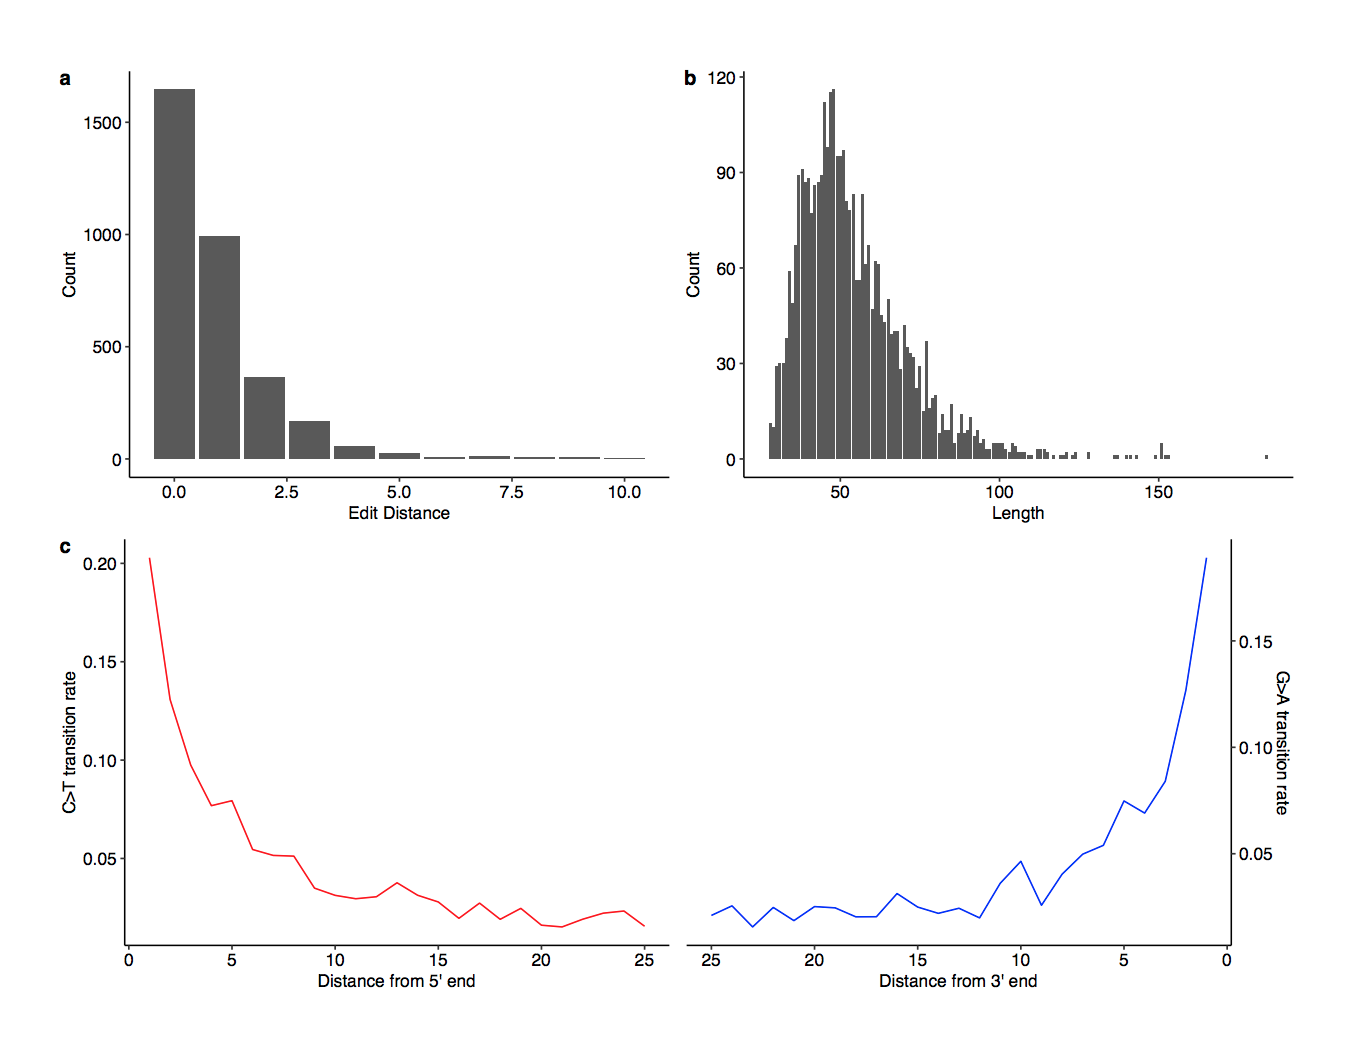 a
1500
1000
500
0
Count
0.0 2.5 5.0 7.5 10.0
Edit Distance
b
120
90
60
30
0
Count
50 100 150
Length
c
0.20
0.15
0.10
0.05
C>T transition rate
0 5 10 15 20 25
Distance from 5' end
25 20 15 10 5 0
Distance from 3' end
0.15
0.10
0.05
G>A transition rate